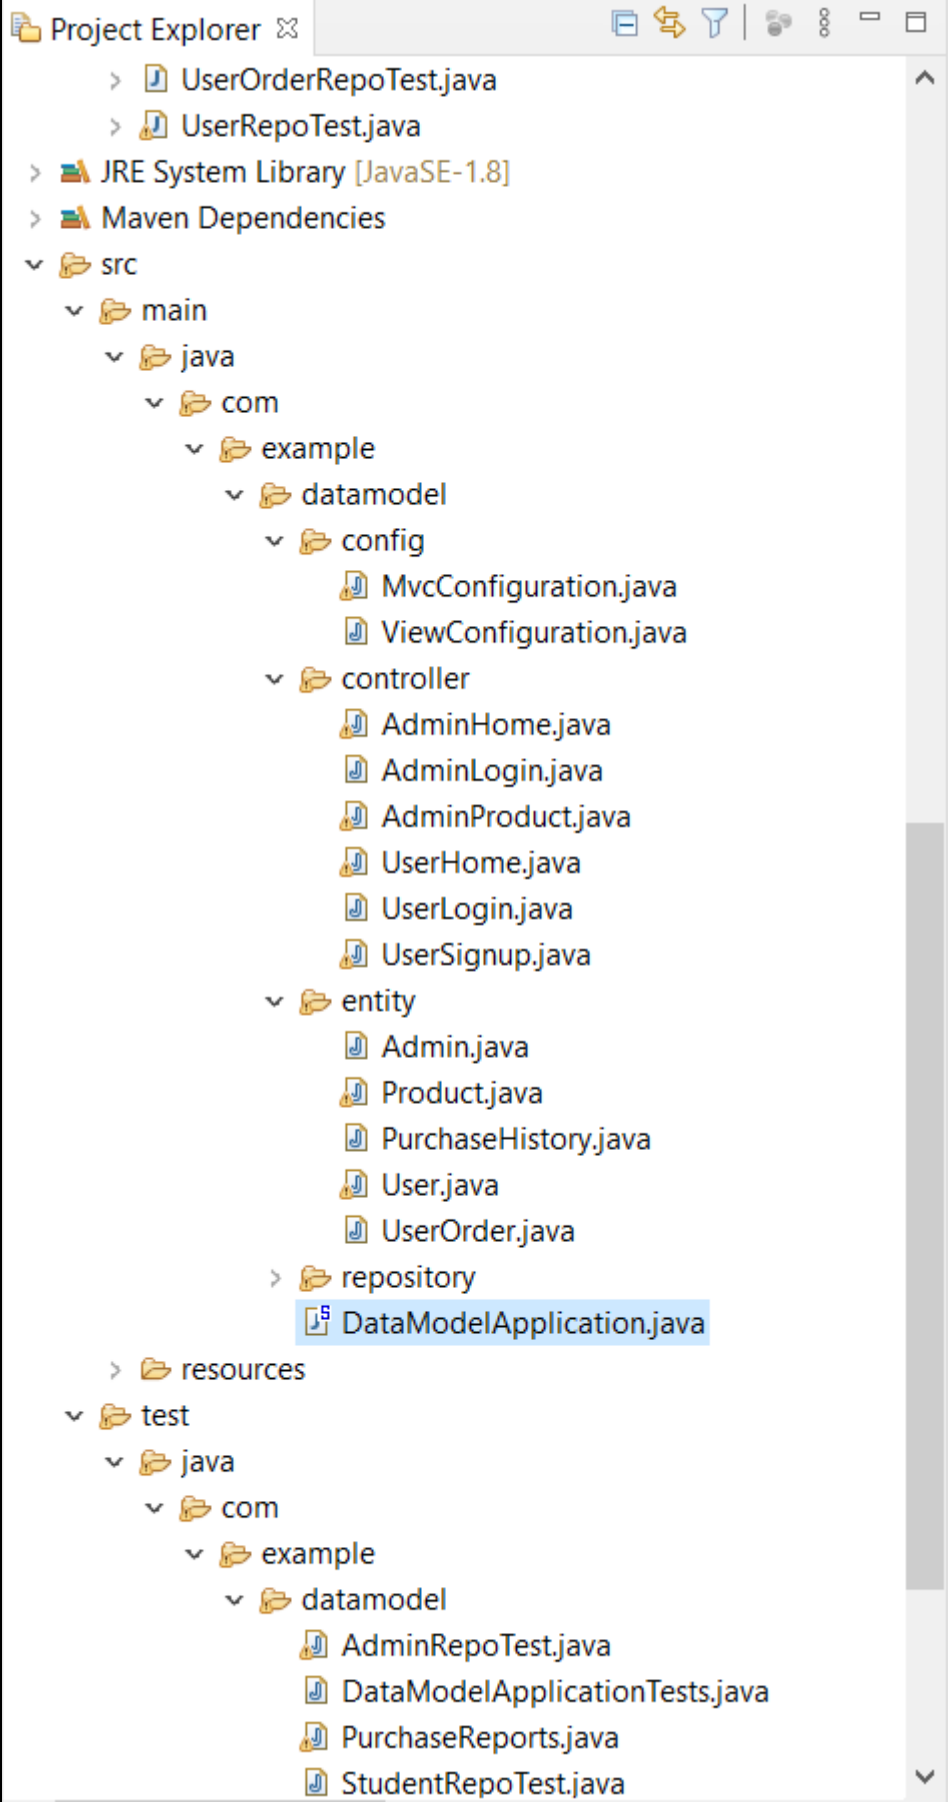 Project Explorer
UserOrderRepoTest.java
UserRepoTest.java
JRE System Library [JavaSE-1.8]
Maven Dependencies
src
main
java
com
example
datamodel
config
MvcConfiguration.java
ViewConfiguration.java
controller
AdminHome.java
AdminLogin.java
AdminProduct.java
UserHome.java
UserLogin.java
UserSignup.java
entity
Admin.java
Product.java
PurchaseHistory.java
User.java
UserOrder.java
repository
DataModelApplication.java
resources
test
java
com
example
datamodel
AdminRepoTest.java
DataModelApplicationTests.java
PurchaseReports.java
StudentRepoTest.java